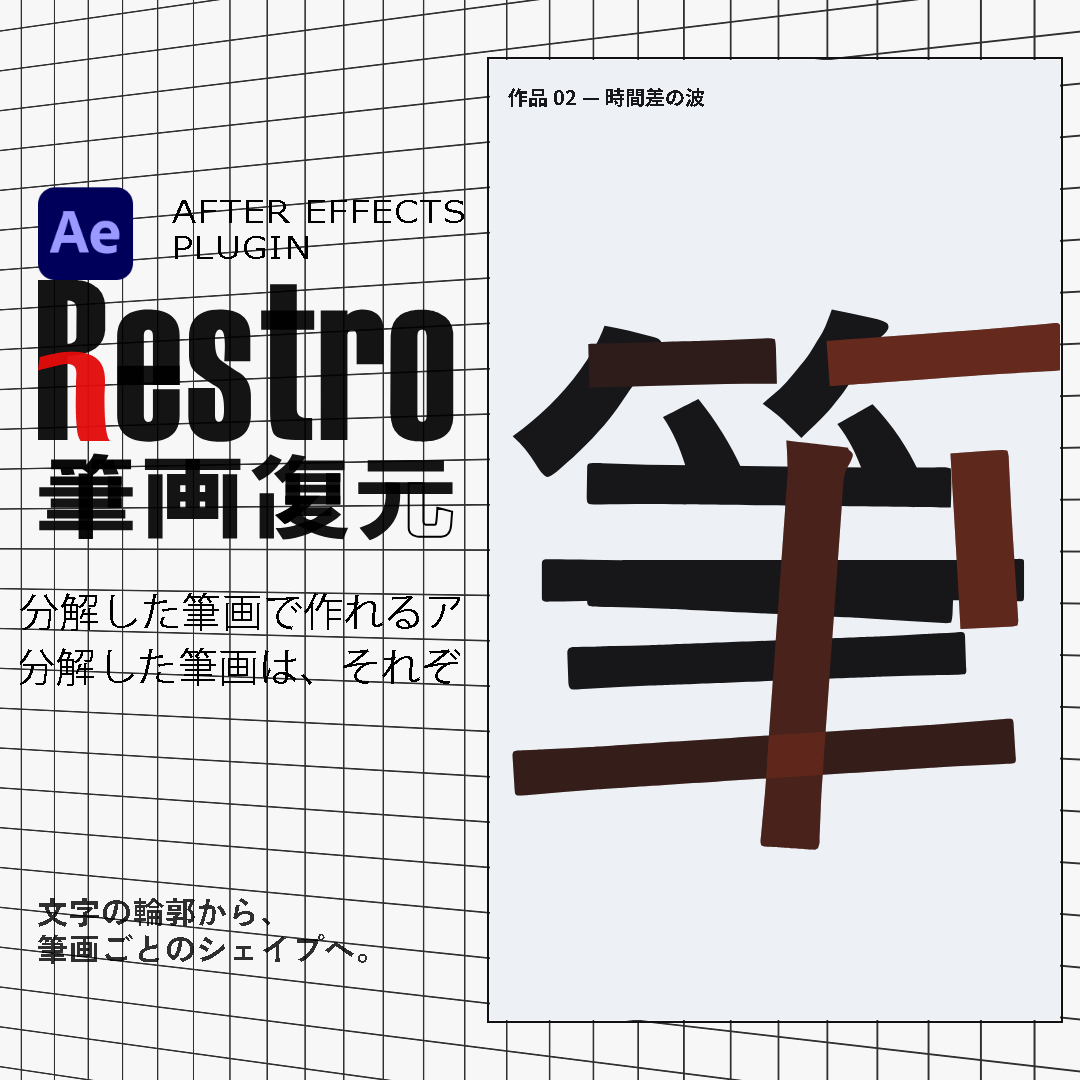 Ae
AFTER EFFECTS
PLUGIN
Restro
筆画復元
分解した筆画で作れるア
分解した筆画は、それぞ
文字の輪郭から、
筆画ごとのシェイプへ。
作品 02 — 時間差の波
筆